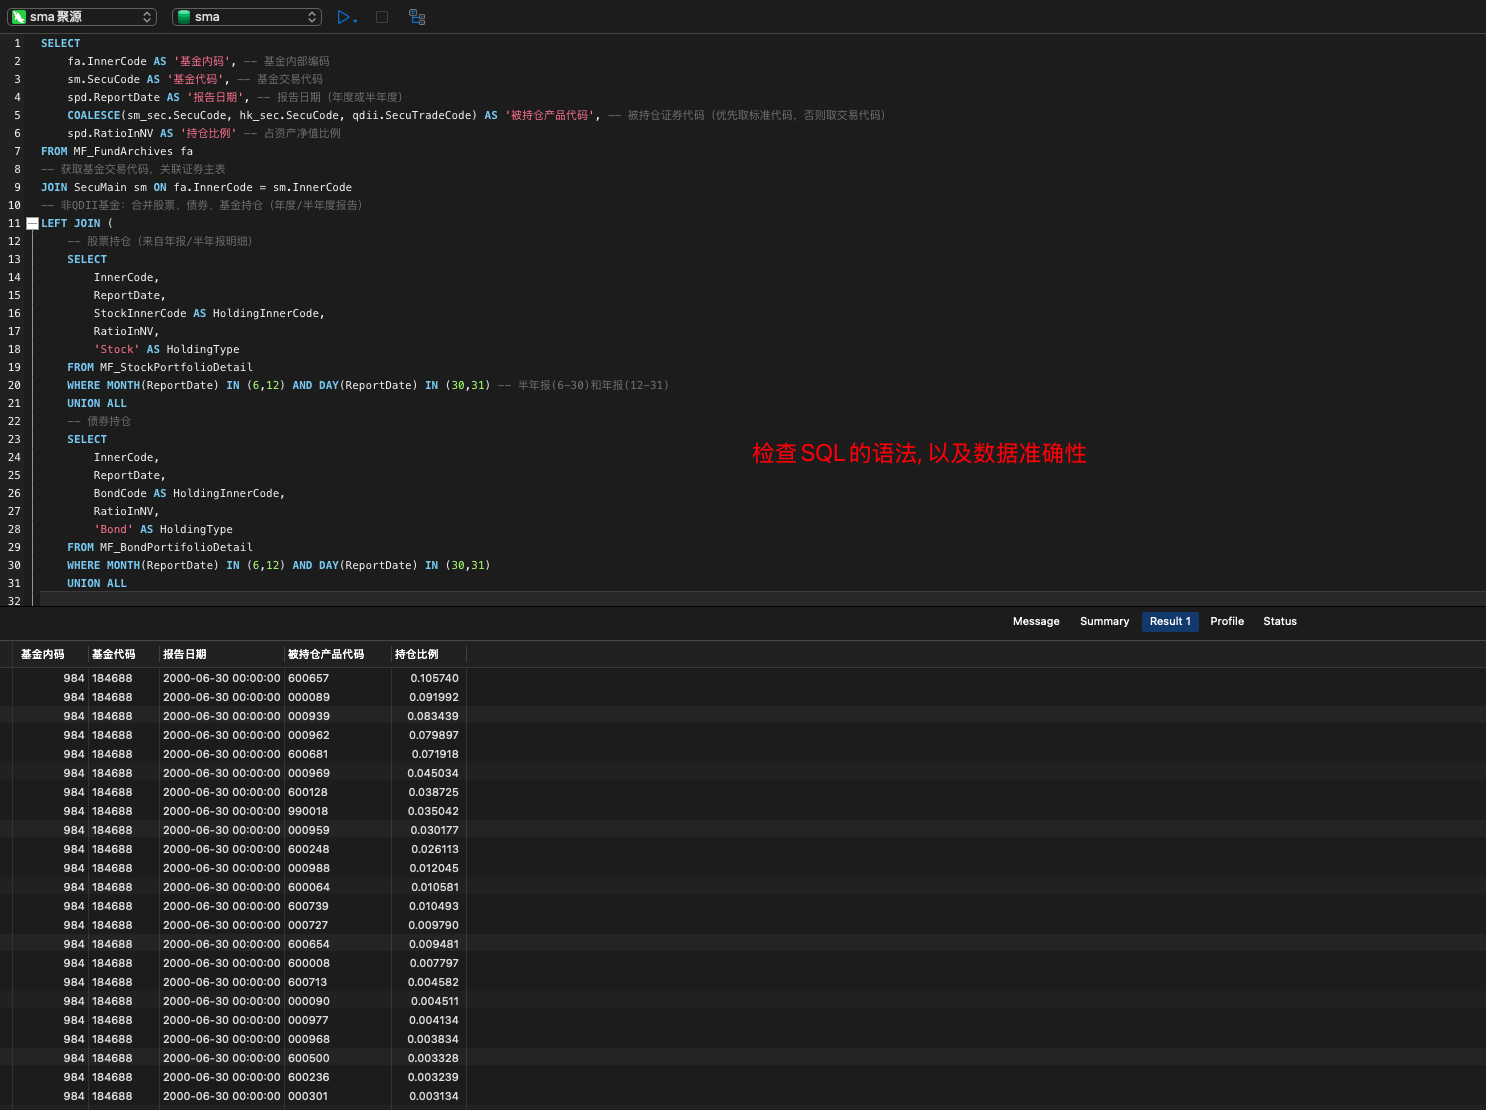 sma 聚源 sma
1 SELECT
2 fa.InnerCode AS '基金内码', -- 基金内部编码
3 sm.SecuCode AS '基金代码', -- 基金交易代码
4 spd.ReportDate AS '报告日期', -- 报告日期（年度或半年度）
5 COALESCE(sm_sec.SecuCode, hk_sec.SecuCode, qdii.SecuTradeCode) AS '被持仓产品代码', -- 被持仓证券代码（优先取标准代码，否则取交易代码）
6 spd.RatioInNV AS '持仓比例' -- 占资产净值比例
7 FROM MF_FundArchives fa
8 -- 获取基金交易代码，关联证券主表
9 JOIN SecuMain sm ON fa.InnerCode = sm.InnerCode
10 -- 非QDII基金：合并股票、债券、基金持仓（年度/半年度报告）
11 LEFT JOIN (
12 -- 股票持仓（来自年报/半年报明细）
13 SELECT
14 InnerCode,
15 ReportDate,
16 StockInnerCode AS HoldingInnerCode,
17 RatioInNV,
18 'Stock' AS HoldingType
19 FROM MF_StockPortfolioDetail
20 WHERE MONTH(ReportDate) IN (6,12) AND DAY(ReportDate) IN (30,31) -- 半年报(6-30)和年报(12-31)
21 UNION ALL
22 -- 债券持仓
23 SELECT
24 InnerCode,
25 ReportDate,
26 BondCode AS HoldingInnerCode,
27 RatioInNV,
28 'Bond' AS HoldingType
29 FROM MF_BondPortifolioDetail
30 WHERE MONTH(ReportDate) IN (6,12) AND DAY(ReportDate) IN (30,31)
31 UNION ALL
32
检查SQL的语法, 以及数据准确性
Message Summary Result 1 Profile Status
基金内码 基金代码 报告日期 被持仓产品代码 持仓比例
984 184688 2000-06-30 00:00:00 600657 0.105740
984 184688 2000-06-30 00:00:00 000089 0.091992
984 184688 2000-06-30 00:00:00 000939 0.083439
984 184688 2000-06-30 00:00:00 000962 0.079897
984 184688 2000-06-30 00:00:00 600681 0.071918
984 184688 2000-06-30 00:00:00 000969 0.045034
984 184688 2000-06-30 00:00:00 600128 0.038725
984 184688 2000-06-30 00:00:00 990018 0.035042
984 184688 2000-06-30 00:00:00 000959 0.030177
984 184688 2000-06-30 00:00:00 600248 0.026113
984 184688 2000-06-30 00:00:00 000988 0.012045
984 184688 2000-06-30 00:00:00 600064 0.010581
984 184688 2000-06-30 00:00:00 600739 0.010493
984 184688 2000-06-30 00:00:00 000727 0.009790
984 184688 2000-06-30 00:00:00 600654 0.009481
984 184688 2000-06-30 00:00:00 600008 0.007797
984 184688 2000-06-30 00:00:00 600713 0.004582
984 184688 2000-06-30 00:00:00 000090 0.004511
984 184688 2000-06-30 00:00:00 000977 0.004134
984 184688 2000-06-30 00:00:00 000968 0.003834
984 184688 2000-06-30 00:00:00 600500 0.003328
984 184688 2000-06-30 00:00:00 600236 0.003239
984 184688 2000-06-30 00:00:00 000301 0.003134